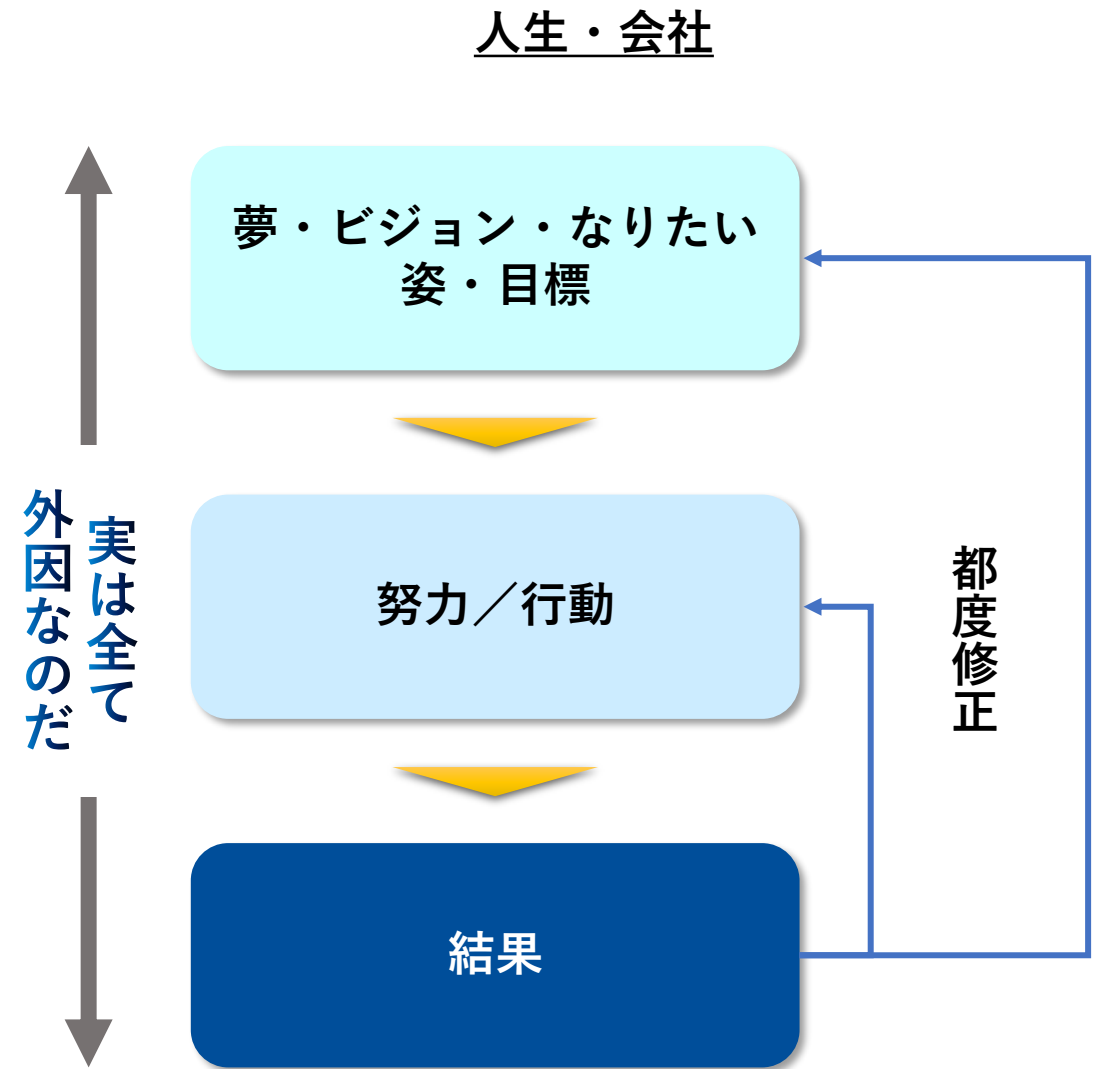 人生・会社
夢・ビジョン・なりたい
姿・目標
実は全て
外因なのだ
努力／行動
都度修正
結果